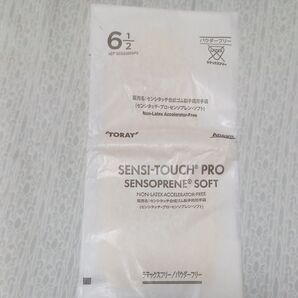 6 1/2
パウダーフリー
販売名:センシタッチ合成ゴム製手術用手袋
(センシタッチ・プロ・センソプレン・ソフト)
Non-Latex Accelerator-Free
"TORAY"
SENSI-TOUCH® PRO
SENSOPRENE® SOFT
NON-LATEX ACCELERATOR-FREE
販売名:センシタッチ合成ゴム製手術用手袋
(センシタッチ・プロ・センソプレン・ソフト)
ラテックスフリー/パウダーフリー